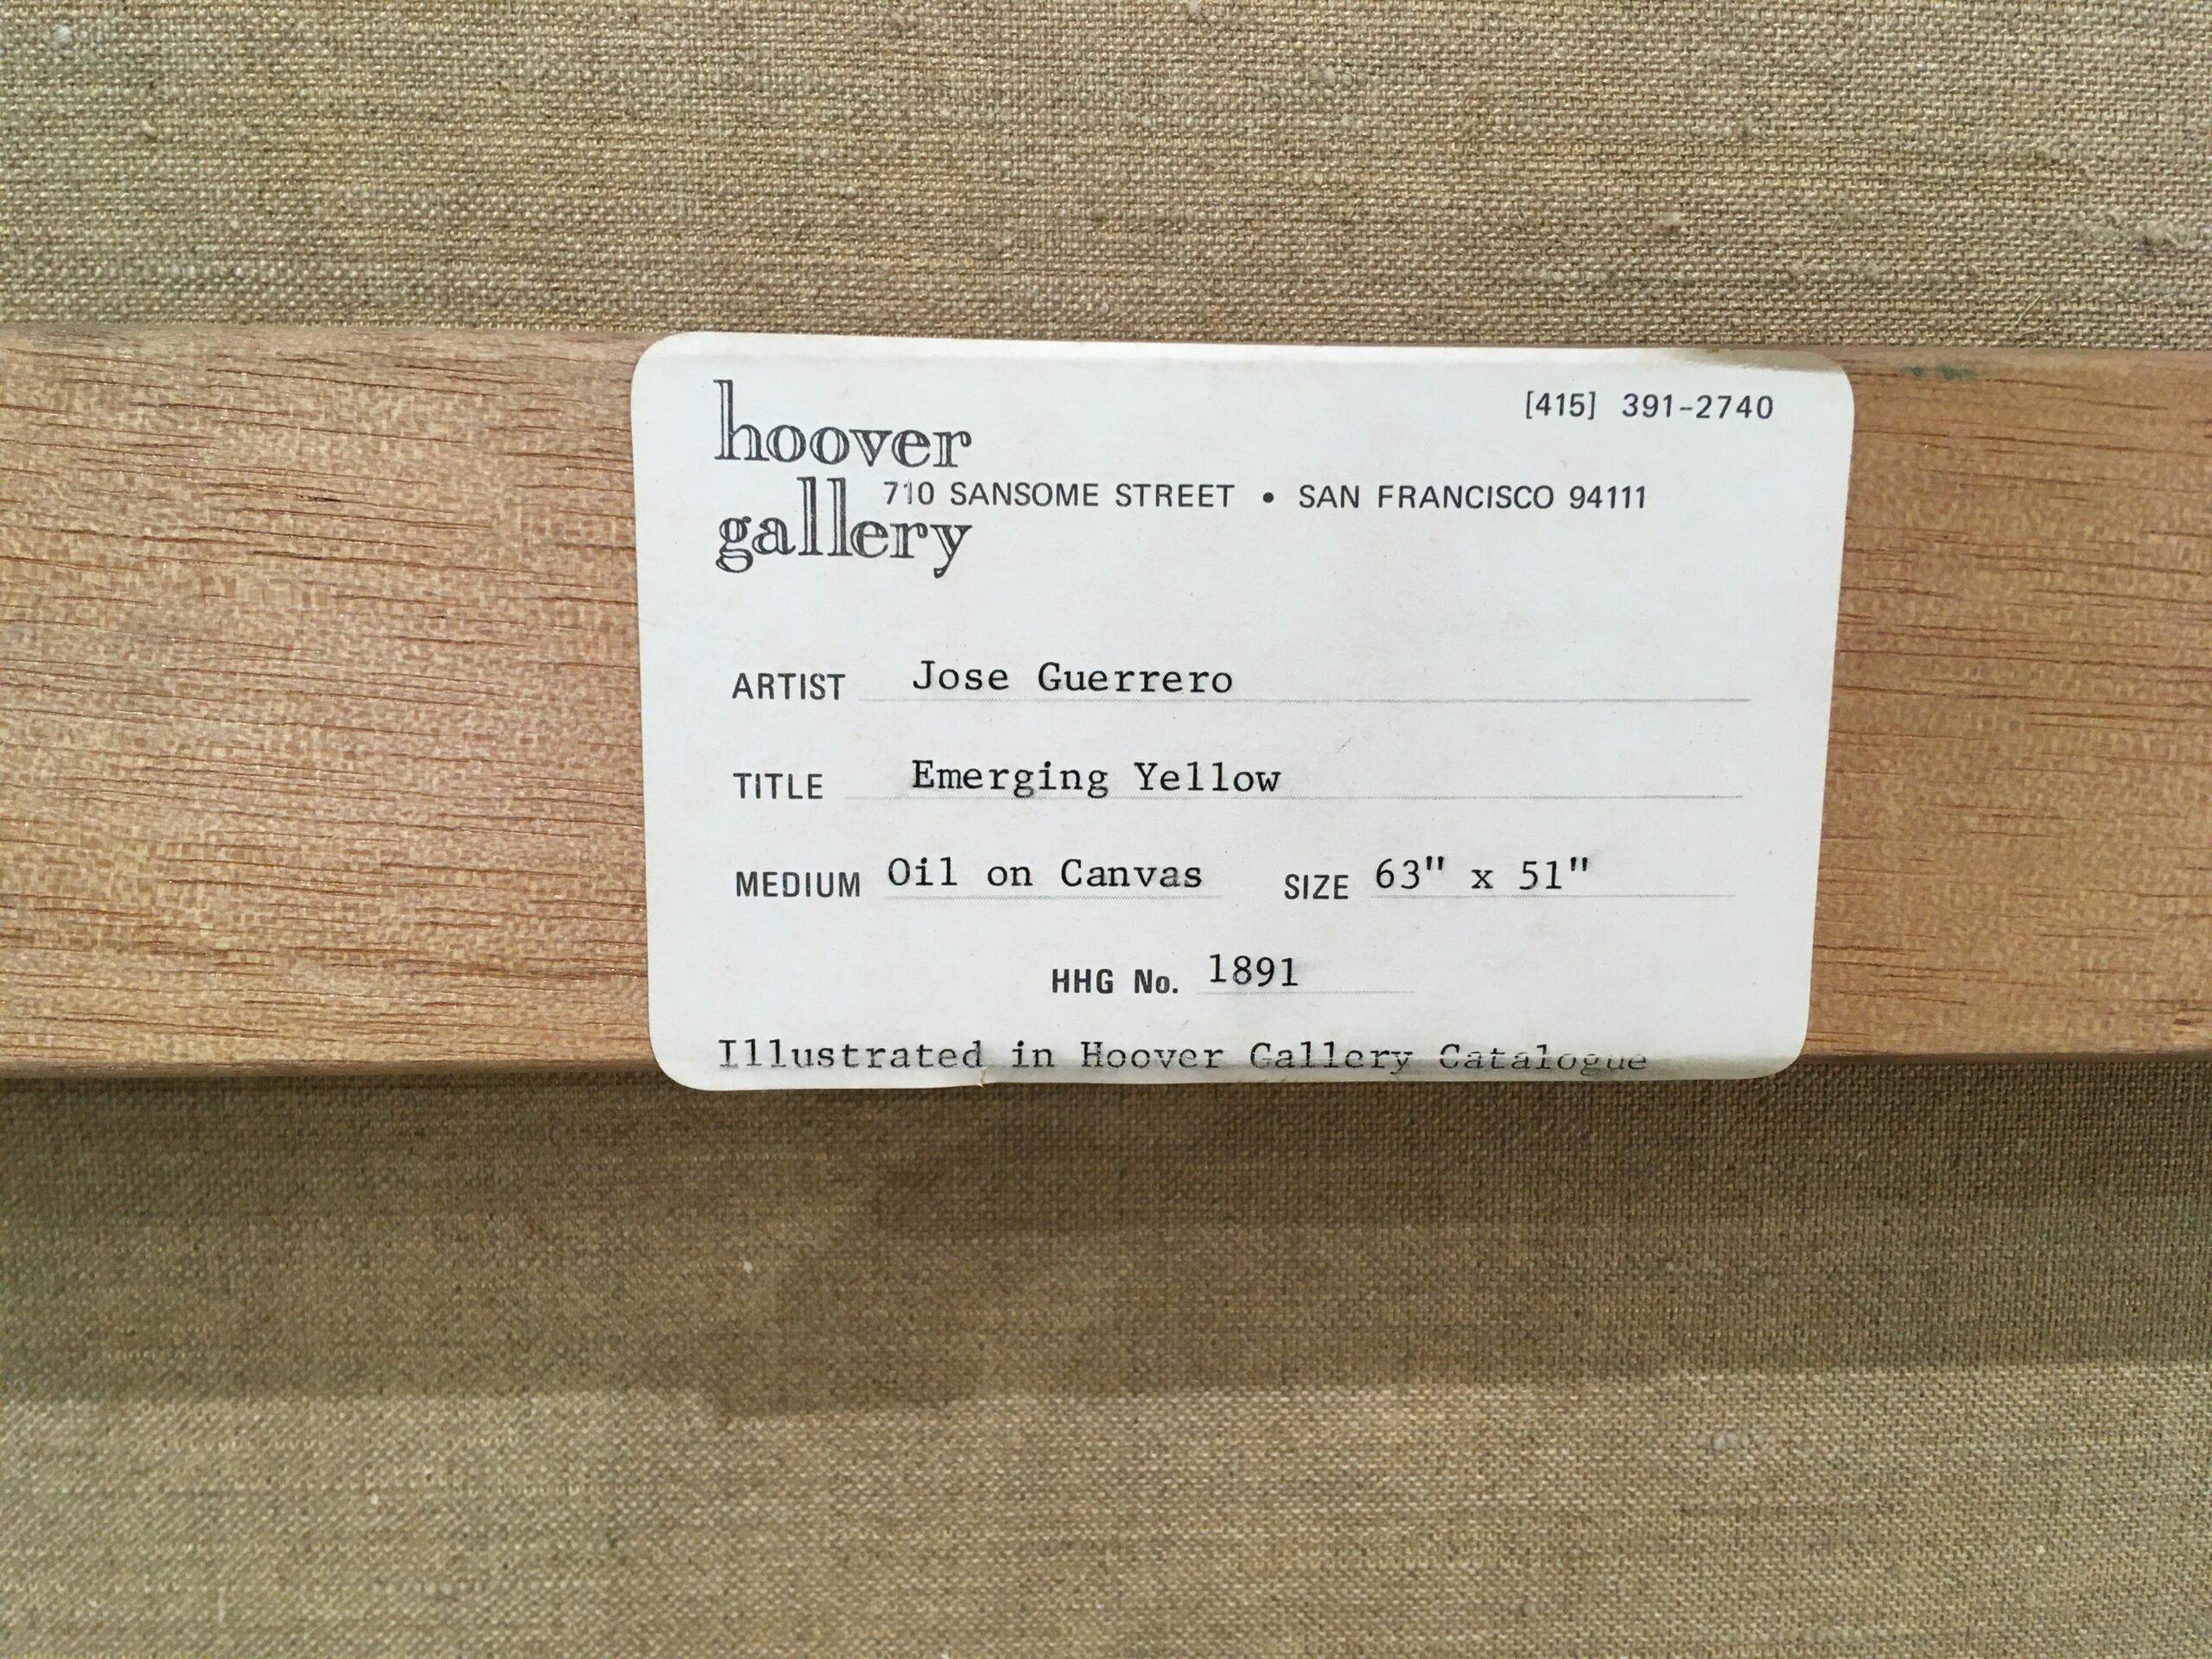 hoover
[415] 391-2740
710 SANSOME STREET • SAN FRANCISCO 94111
gallery
ARTIST Jose Guerrero
TITLE Emerging Yellow
MEDIUM Oil on Canvas SIZE 63" x 51"
HHG No. 1891
Illustrated in Hoover Gallery Catalogue